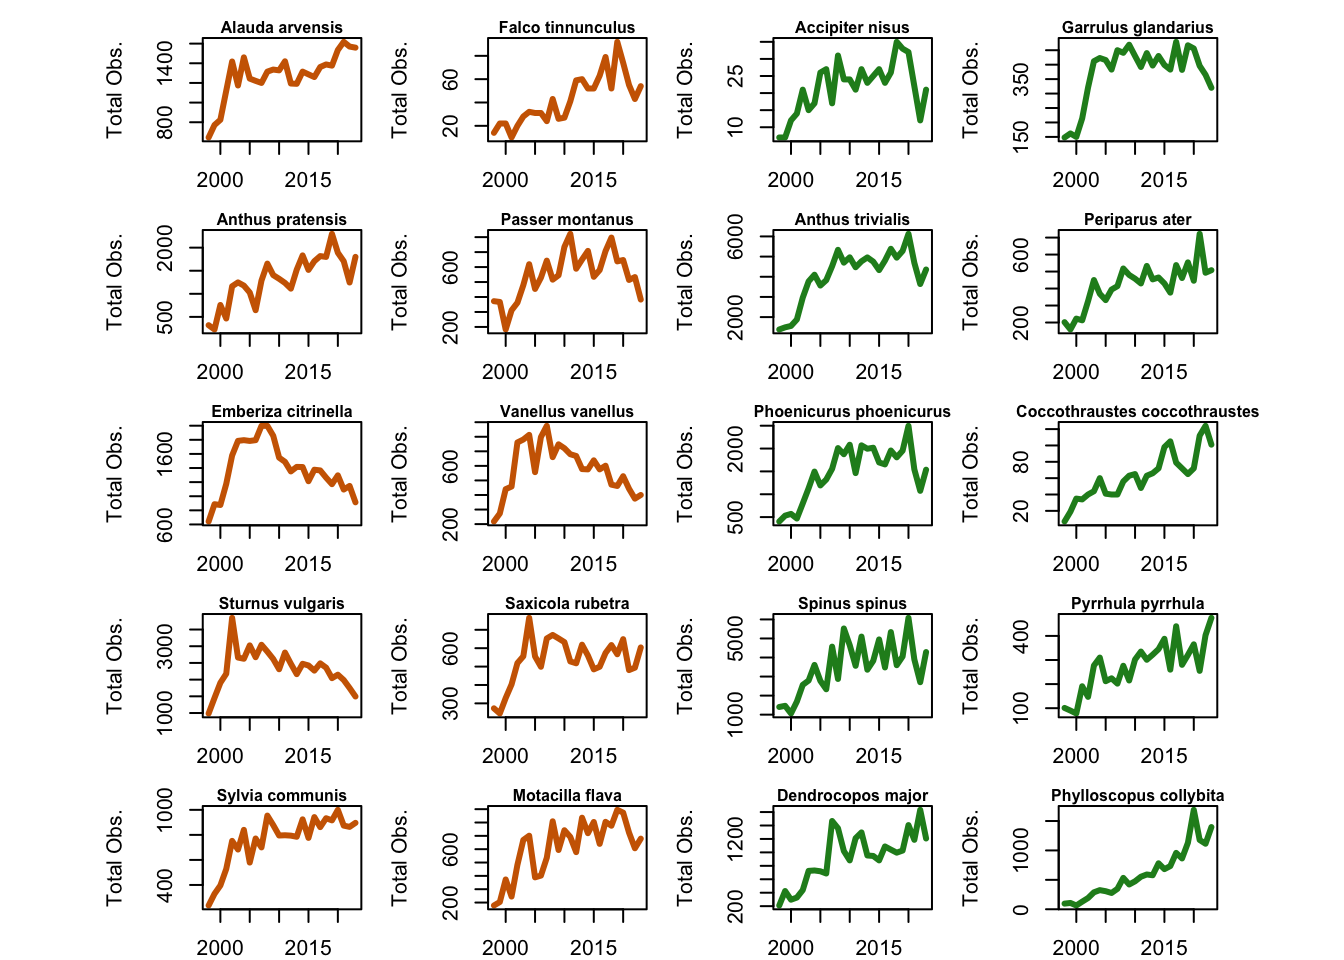 Alauda arvensis
Total Obs.
800 1400
2000 2015
Falco tinnunculus
Total Obs.
20 60
2000 2015
Accipiter nisus
Total Obs.
10 25
2000 2015
Garrulus glandarius
Total Obs.
150 350
2000 2015
Anthus pratensis
Total Obs.
500 2000
2000 2015
Passer montanus
Total Obs.
200 600
2000 2015
Anthus trivialis
Total Obs.
2000 6000
2000 2015
Periparus ater
Total Obs.
200 600
2000 2015
Emberiza citrinella
Total Obs.
600 1600
2000 2015
Vanellus vanellus
Total Obs.
200 600
2000 2015
Phoenicurus phoenicurus
Total Obs.
500 2000
2000 2015
Coccothraustes coccothraustes
Total Obs.
20 80
2000 2015
Sturnus vulgaris
Total Obs.
1000 3000
2000 2015
Saxicola rubetra
Total Obs.
300 600
2000 2015
Spinus spinus
Total Obs.
1000 5000
2000 2015
Pyrrhula pyrrhula
Total Obs.
100 400
2000 2015
Sylvia communis
Total Obs.
400 1000
2000 2015
Motacilla flava
Total Obs.
200 600
2000 2015
Dendrocopos major
Total Obs.
200 1200
2000 2015
Phylloscopus collybita
Total Obs.
0 1000
2000 2015